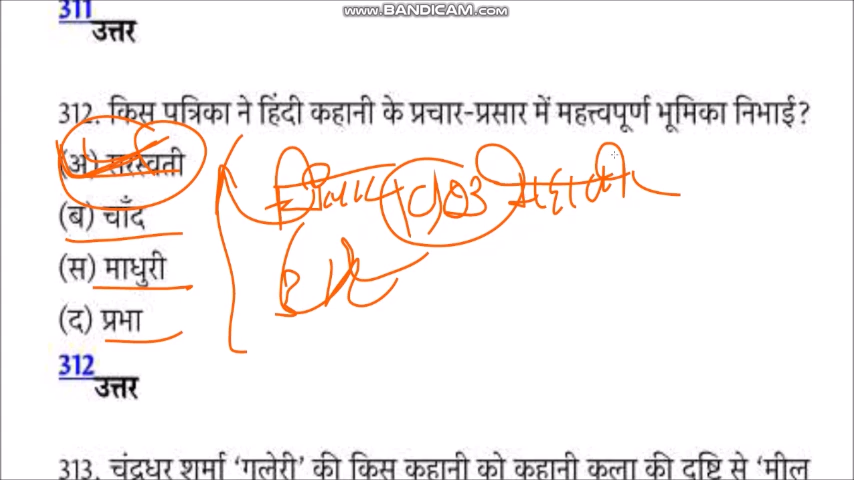 WWW.BANDICAM.COM
311
उत्तर
312. किस पत्रिका ने हिंदी कहानी के प्रचार-प्रसार में महत्त्वपूर्ण भूमिका निभाई?
(अ) सरस्वती
(ब) चाँद
(स) माधुरी
(द) प्रभा
1903 महावीर
312
उत्तर
313. चंद्रधर शर्मा ‘गुलेरी’ की किस कहानी को कहानी कला की दृष्टि से ‘मील